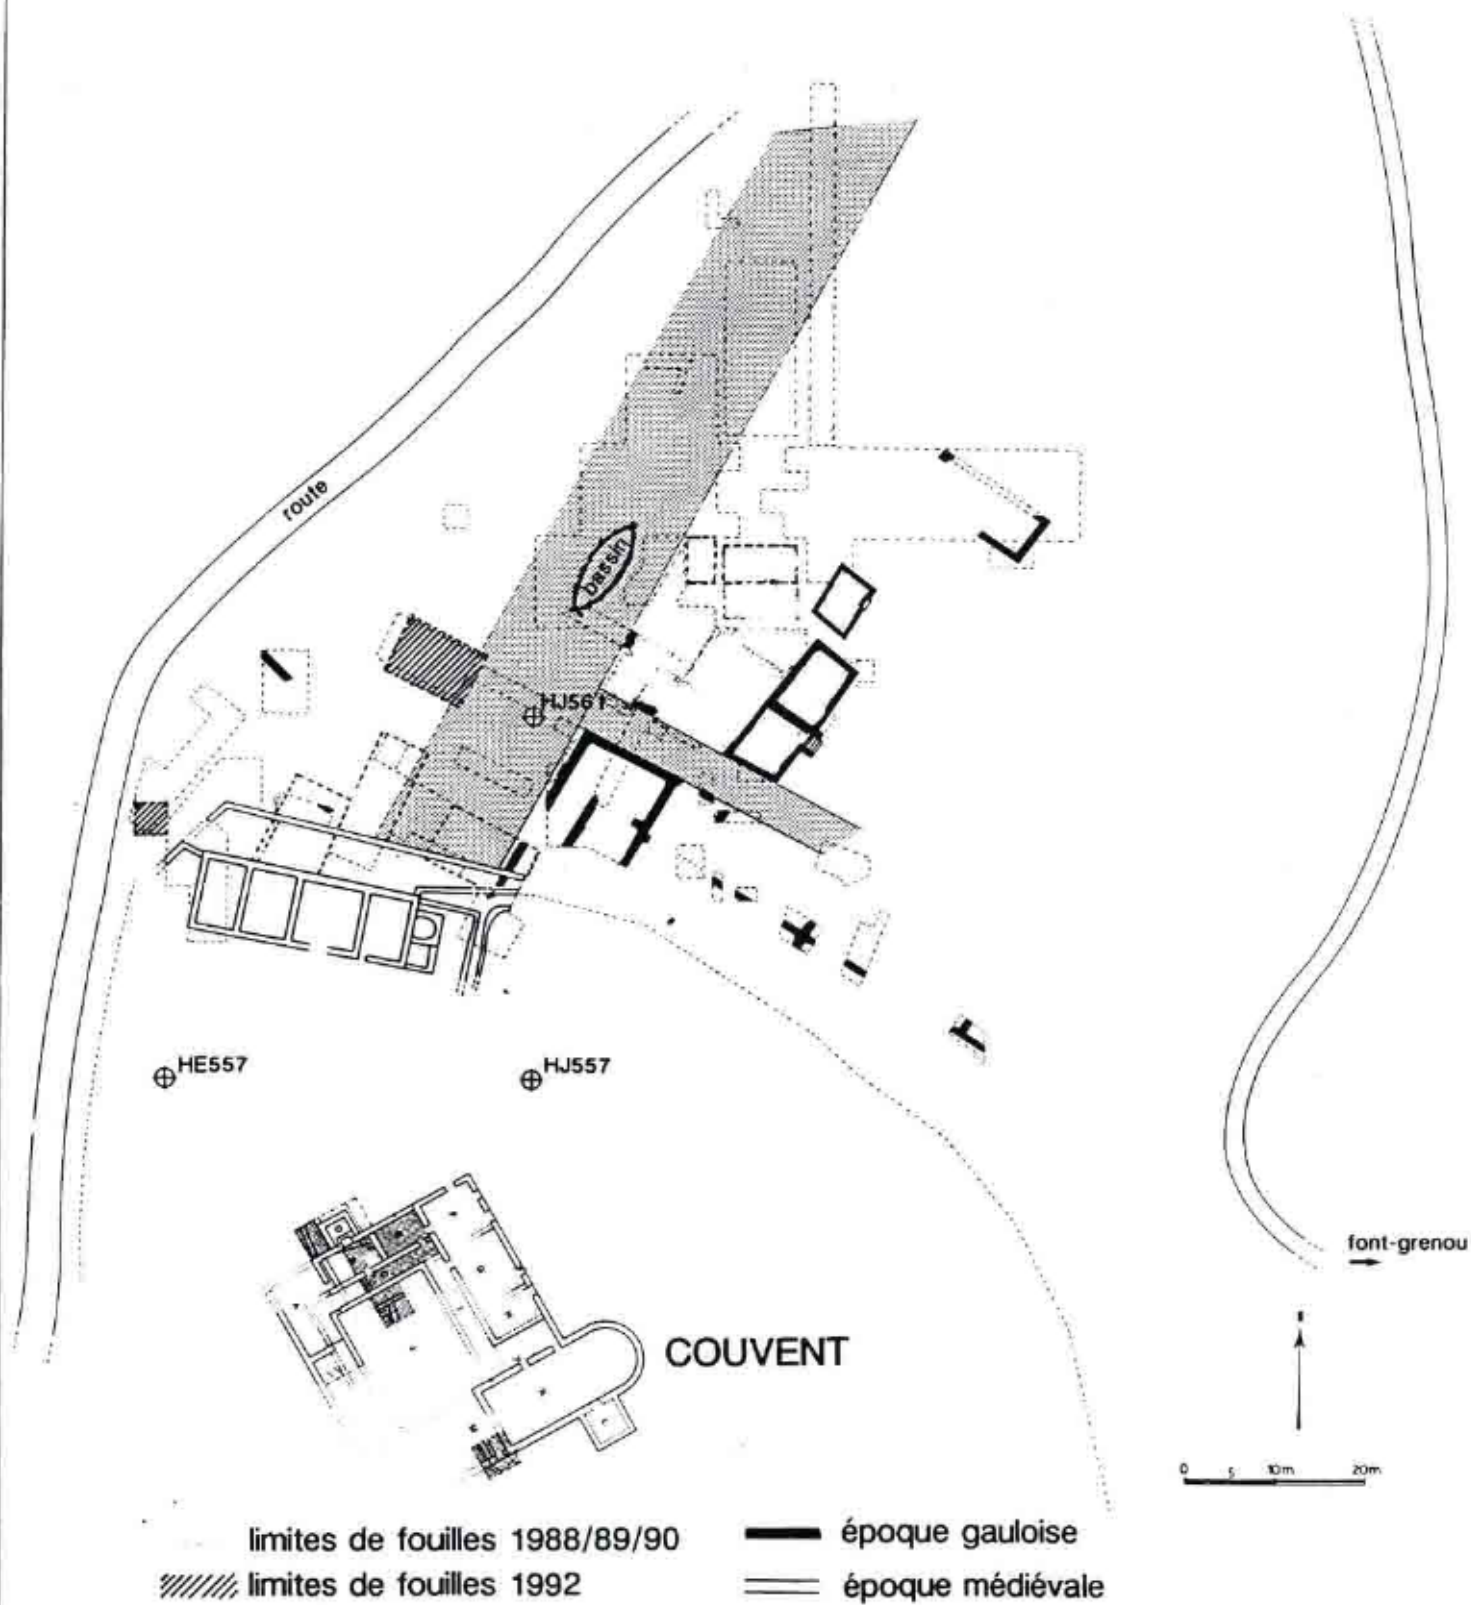 route
bassin
HJ561
HE557
HJ557
font-grenou
COUVENT
0 5 10m 20m
limites de fouilles 1988/89/90
limites de fouilles 1992
époque gauloise
époque médiévale